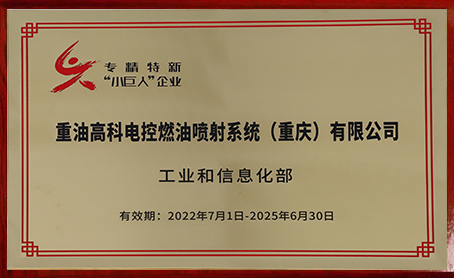 专精特新
“小巨人”企业
重油高科电控燃油喷射系统（重庆）有限公司
工业和信息化部
有效期：2022年7月1日-2025年6月30日